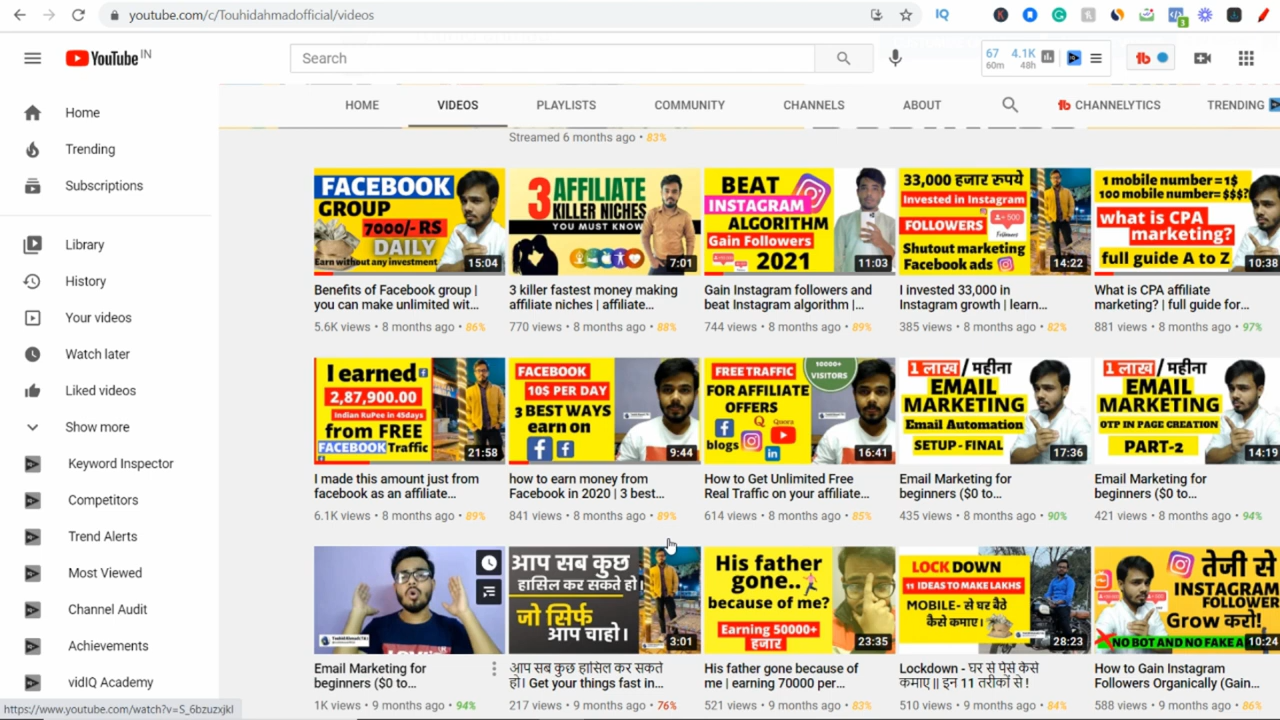 youtube.com/c/Touhidahmadofficial/videos
YouTube IN
Search
67 4.1K
60m 48h
HOME VIDEOS PLAYLISTS COMMUNITY CHANNELS ABOUT CHANNELYTICS TRENDING
Home
Trending
Subscriptions
Library
History
Your videos
Watch later
Liked videos
Show more
Keyword Inspector
Competitors
Trend Alerts
Most Viewed
Channel Audit
Achievements
vidIQ Academy
Streamed 6 months ago • 83%
FACEBOOK
GROUP
7000/- RS
DAILY
Earn without any investment
15:04
Benefits of Facebook group |
you can make unlimited wit...
5.6K views • 8 months ago • 86%
3 AFFILIATE
KILLER NICHES
YOU MUST KNOW
7:01
3 killer fastest money making
affiliate niches | affiliate...
770 views • 8 months ago • 88%
BEAT
INSTAGRAM
ALGORITHM
Gain Followers
2021
11:03
Gain Instagram followers and
beat Instagram algorithm |...
744 views • 8 months ago • 89%
33,000 हजार रुपये
Invested in Instagram
FOLLOWERS
+500
Followers
Shutout marketing
Facebook ads
14:22
I invested 33,000 in
Instagram growth | learn...
385 views • 8 months ago • 82%
1 mobile number = 1$
100 mobile number= $$$?
what is CPA
marketing?
full guide A to Z
10:38
What is CPA affiliate
marketing? | full guide for...
881 views • 8 months ago • 97%
I earned
2,87,900.00
Indian RuPee in 45days
from FREE
FACEBOOK Traffic
21:58
I made this amount just from
facebook as an affiliate...
6.1K views • 8 months ago • 89%
FACEBOOK
10$ PER DAY
3 BEST WAYS
earn on
9:44
how to earn money from
Facebook in 2020 | 3 best...
841 views • 8 months ago • 89%
FREE TRAFFIC
10000+
VISITORS
FOR AFFILIATE
OFFERS
Quora
blogs
16:41
How to Get Unlimited Free
Real Traffic on your affiliate...
614 views • 8 months ago • 85%
1 लाख / महीना
EMAIL
MARKETING
Email Automation
SETUP - FINAL
17:36
Email Marketing for
beginners ($0 to...
435 views • 8 months ago • 90%
1 लाख / महीना
EMAIL
MARKETING
OTP IN PAGE CREATION
PART-2
14:19
Email Marketing for
beginners ($0 to...
421 views • 8 months ago • 94%
Email Marketing for
beginners ($0 to...
1K views • 9 months ago • 94%
आप सब कुछ
हासिल कर सकते हो।
जो सिर्फ
आप चाहो।
3:01
आप सब कुछ हासिल कर सकते
हो। Get your things fast in...
217 views • 9 months ago • 76%
His father
gone..
because of me?
Earning 50000+
हजार
23:35
His father gone because of
me | earning 70000 per...
521 views • 9 months ago • 83%
LOCK DOWN
11 IDEAS TO MAKE LAKHS
MOBILE - से घर बैठे
कैसे कमाए।
28:23
Lockdown - घर से पैसे कैसे
कमाए || इन 11 तरीकों से !
510 views • 9 months ago • 84%
तेजी से
INSTAGRAM
FOLLOWER
Grow करो!
NO BOT AND NO FAKE A
10:24
How to Gain Instagram
Followers Organically (Gain...
588 views • 9 months ago • 86%
https://www.youtube.com/watch?v=S_6bzuzxjkI